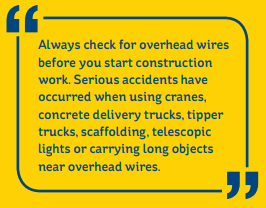 Always check for overhead wires
before you start construction
work. Serious accidents have
occurred when using cranes,
concrete delivery trucks, tipper
trucks, scaffolding, telescopic
lights or carrying long objects
near overhead wires.